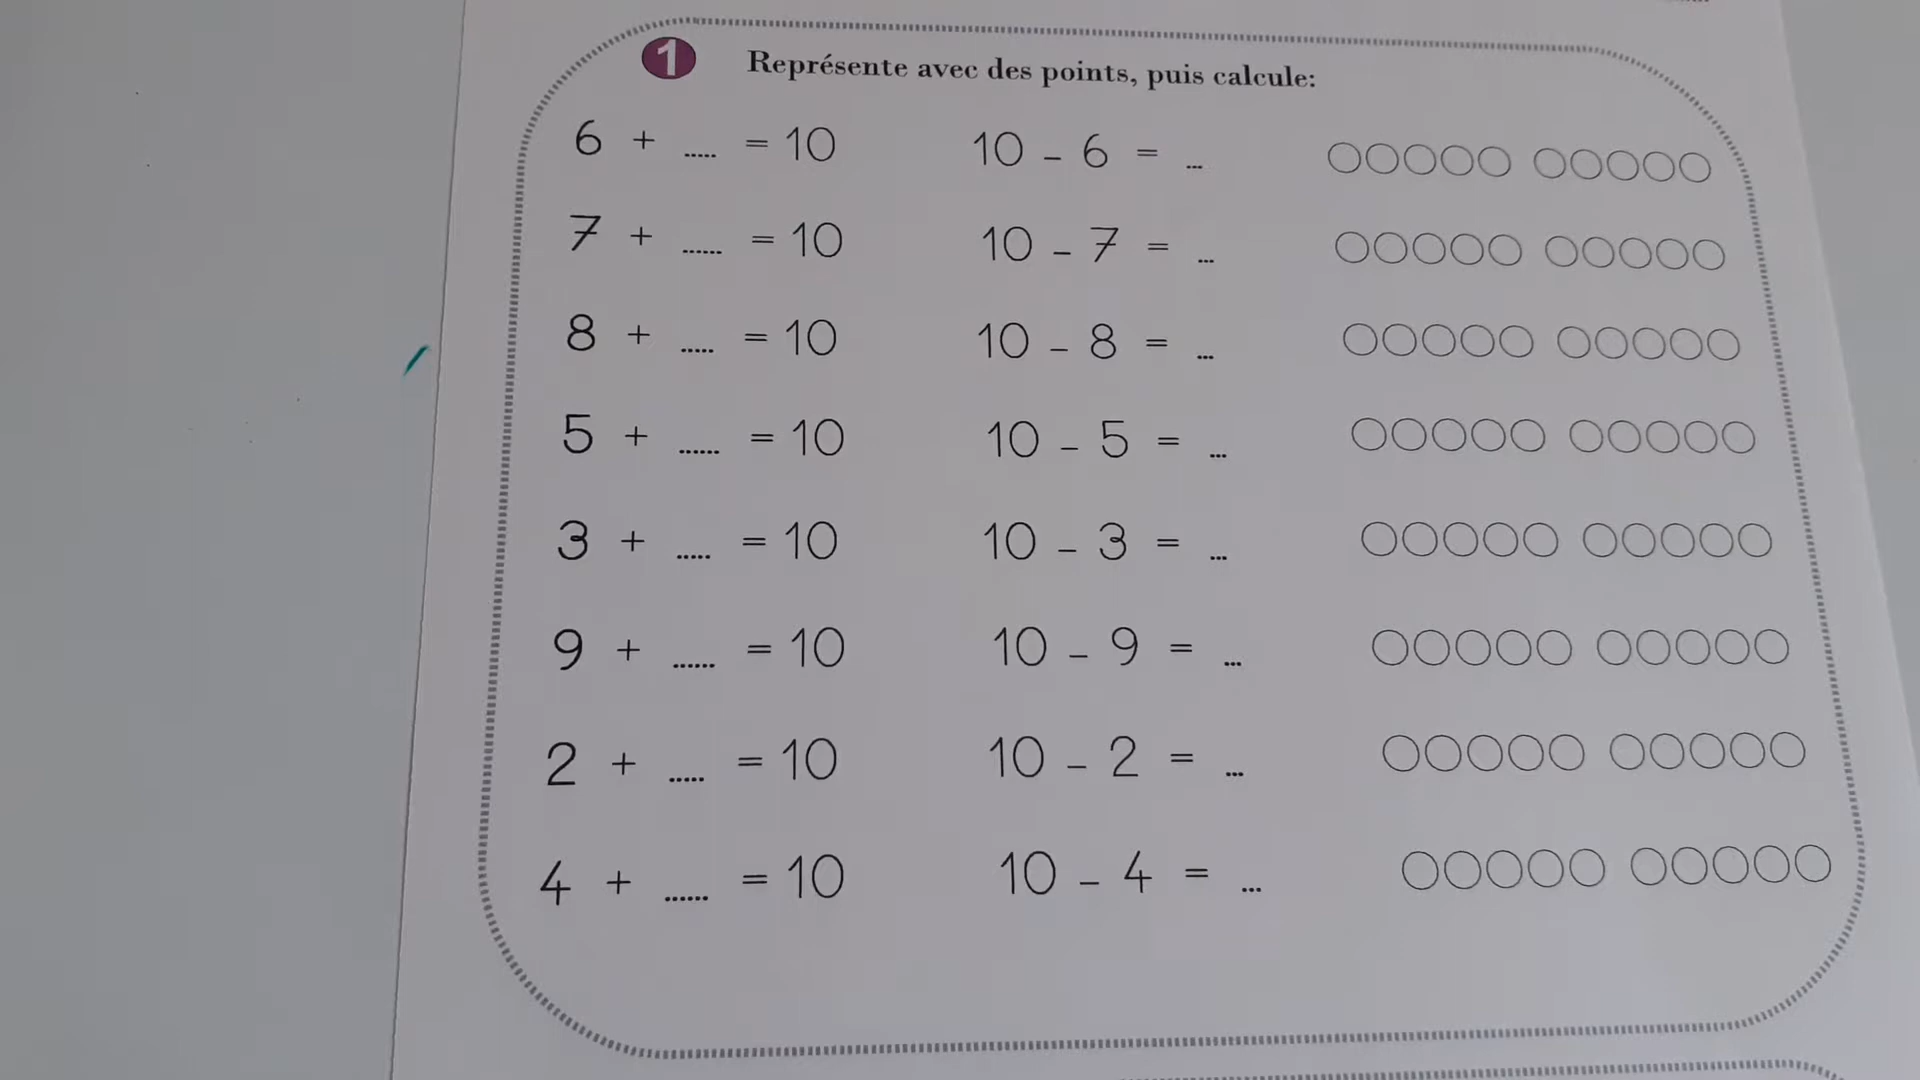 1 Représente avec des points, puis calcule:
6 + ..... = 10 10 - 6 = ...
7 + ...... = 10 10 - 7 = ...
8 + ..... = 10 10 - 8 = ...
5 + ...... = 10 10 - 5 = ...
3 + ..... = 10 10 - 3 = ...
9 + ...... = 10 10 - 9 = ...
2 + ..... = 10 10 - 2 = ...
4 + ...... = 10 10 - 4 = ...